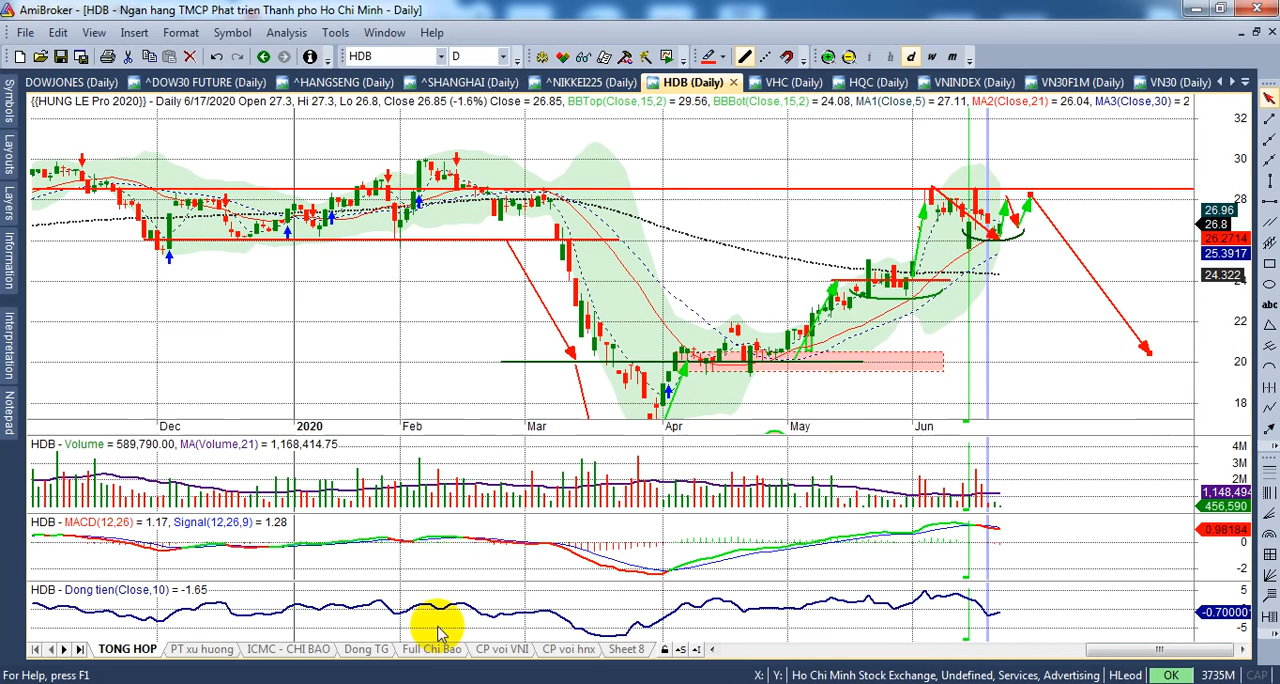 AmiBroker - [HDB - Ngan hang TMCP Phat trien Thanh pho Ho Chi Minh - Daily]
File Edit View Insert Format Symbol Analysis Tools Window Help
HDB D i h d w m
DOWJONES (Daily) ^DOW30 FUTURE (Daily) ^HANGSENG (Daily) ^SHANGHAI (Daily) ^NIKKEI225 (Daily) HDB (Daily) VHC (Daily) HQC (Daily) VNINDEX (Daily) VN30F1M (Daily) VN30 (Daily)
{{HUNG LE Pro 2020}} - Daily 6/17/2020 Open 27.3, Hi 27.3, Lo 26.8, Close 26.85 (-1.6%) Close = 26.85, BBTop(Close,15,2) = 29.56, BBBot(Close,15,2) = 24.08, MA1(Close,5) = 27.11, MA2(Close,21) = 26.04, MA3(Close,30) = 2
Symbols
Layouts
Layers
Information
Interpretation
Notepad
abc
32
30
28
26.96
26.8
26.2714
25.3917
24.322
24
22
20
18
Dec 2020 Feb Mar Apr May Jun
HDB - Volume = 589,790.00, MA(Volume,21) = 1,168,414.75
4M
3M
2M
1,148,494
456,590
HDB - MACD(12,26) = 1.17, Signal(12,26,9) = 1.28
0.98184
0
-2
HDB - Dong tien(Close,10) = -1.65
5
-0.70000
-5
TONG HOP PT xu huong ICMC - CHI BAO Dong TG Full Chi Bao CP voi VNI CP voi hnx Sheet 8
For Help, press F1 X: Y: Ho Chi Minh Stock Exchange, Undefined, Services, Advertising HLeod OK 3735M CAP